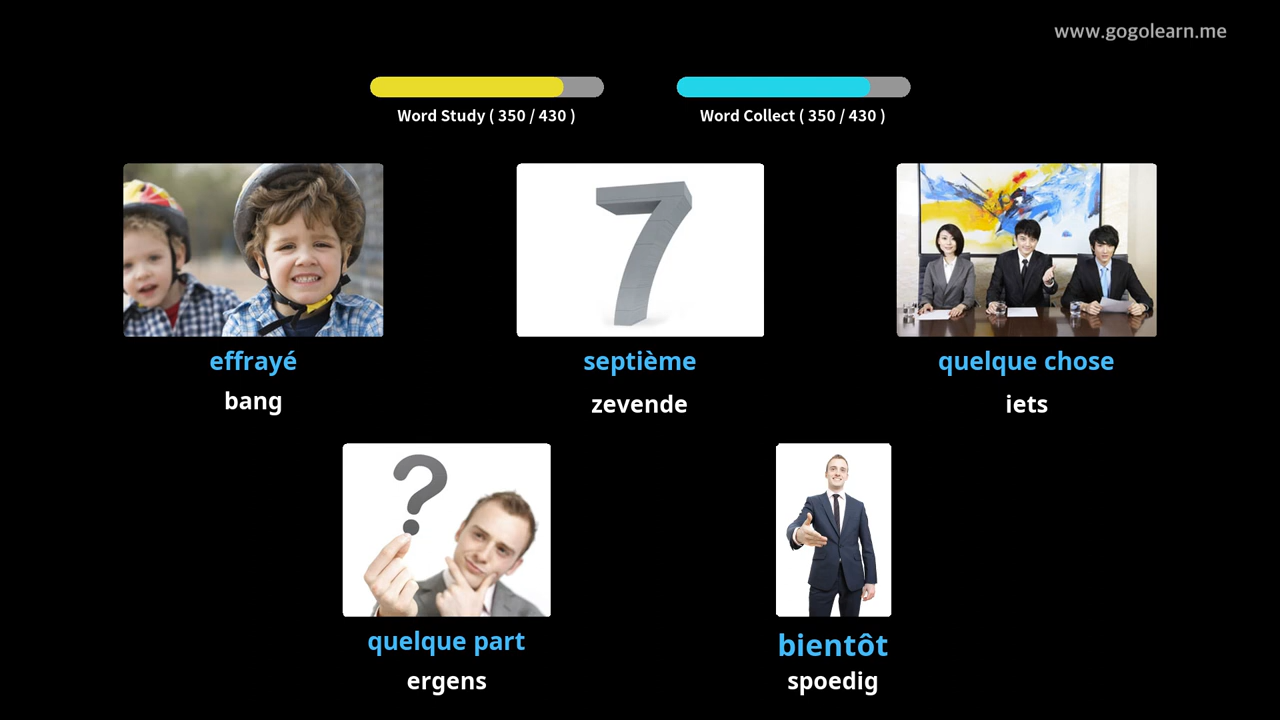 www.gogolearn.me
Word Study ( 350 / 430 )
Word Collect ( 350 / 430 )
7
effrayé
bang
septième
zevende
quelque chose
iets
?
quelque part
ergens
bientôt
spoedig